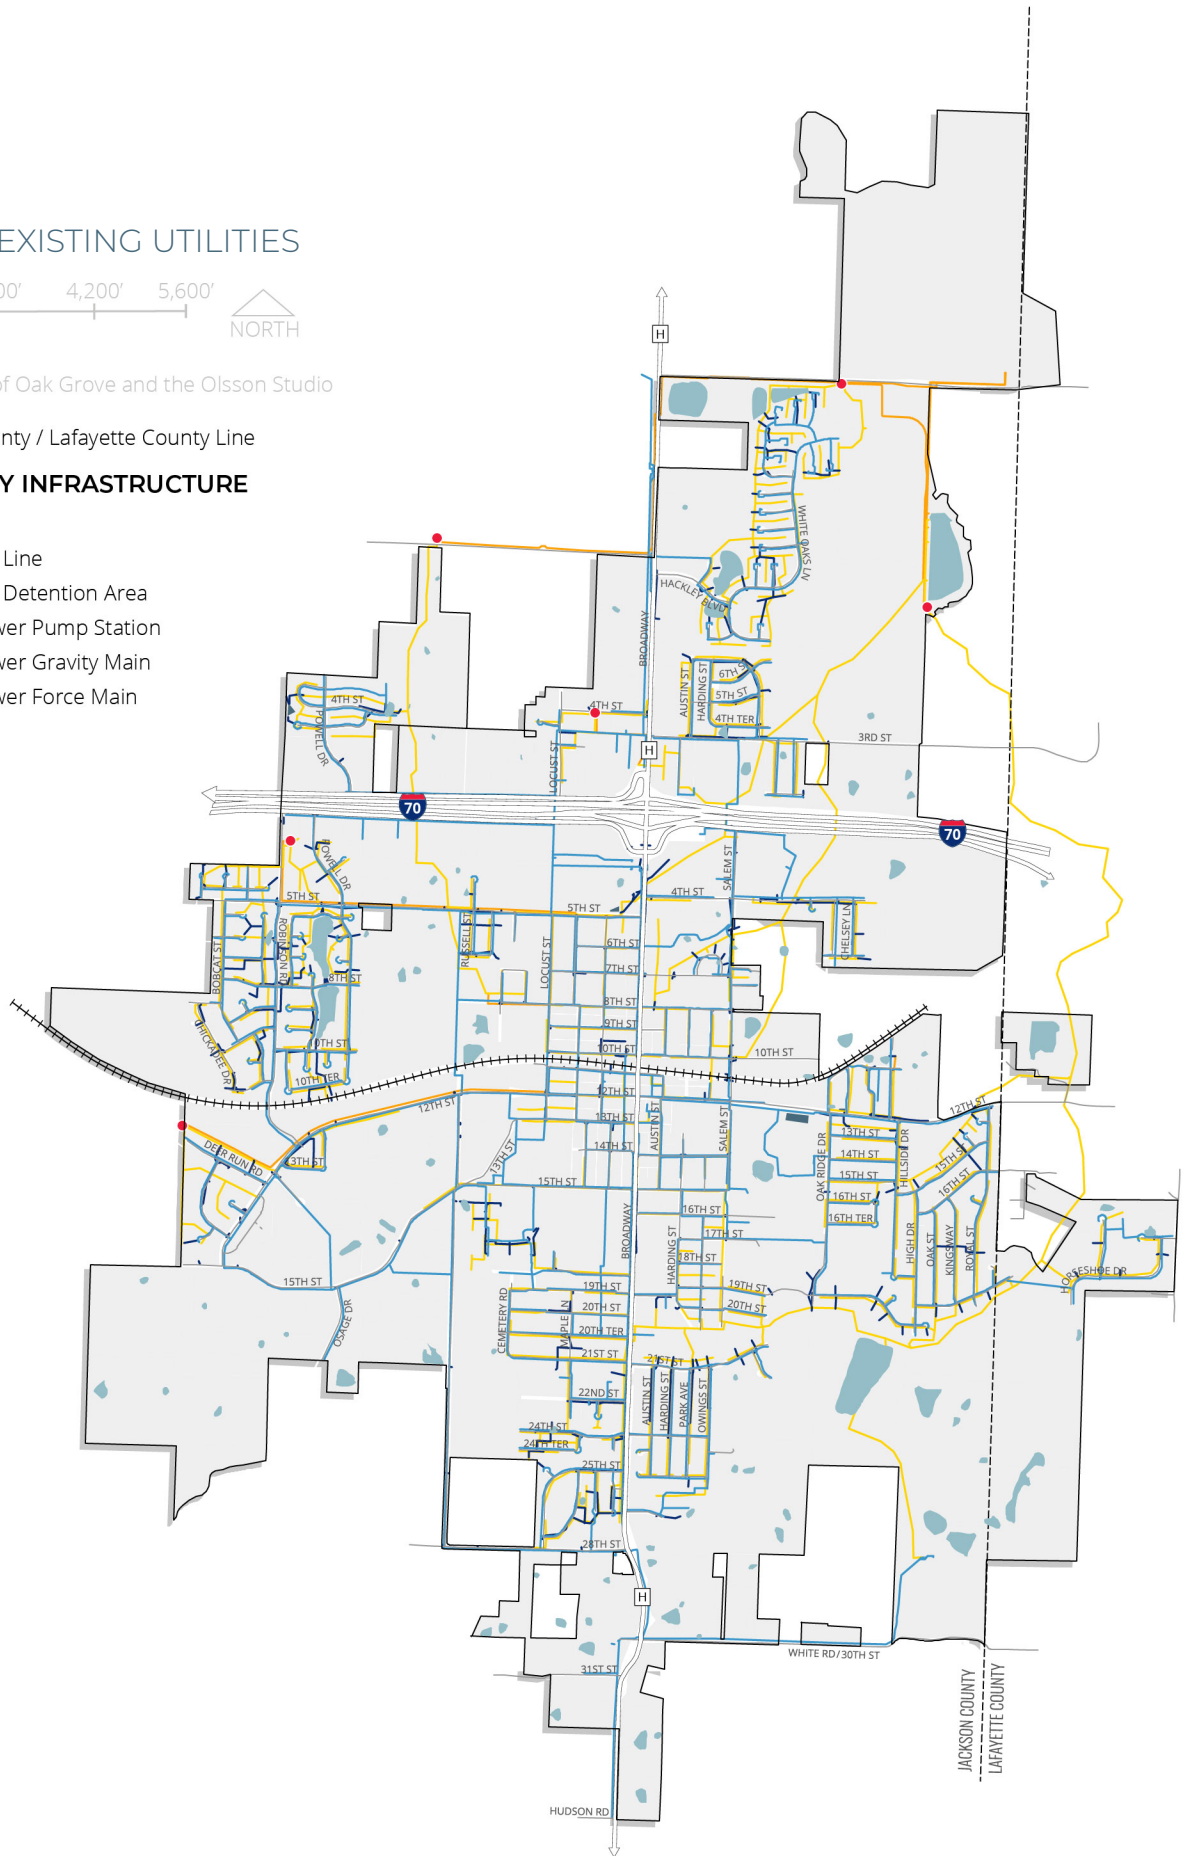 EXISTING UTILITIES
00' 4,200' 5,600'
NORTH
of Oak Grove and the Olsson Studio
nty / Lafayette County Line
Y INFRASTRUCTURE
Line
Detention Area
wer Pump Station
wer Gravity Main
wer Force Main
H
WHITE OAKS LN
HACKLEY BLVD
BROADWAY
AUSTIN ST
HARDING ST
6TH ST
5TH ST
4TH TER
4TH ST
POWELL DR
4TH ST
LOCUST ST
H
3RD ST
70
70
POWELL DR
5TH ST
SALEM ST
4TH ST
5TH ST
BOBCAT ST
ROBINSON RD
RUSSELL ST
LOCUST ST
6TH ST
7TH ST
CHELSEY LN
8TH ST
8TH ST
9TH ST
CHICKADEE DR
10TH ST
10TH ST
10TH ST
10TH TER
12TH ST
12TH ST
12TH ST
13TH ST
AUSTIN ST
SALEM ST
OAK RIDGE DR
13TH ST
HILLSIDE DR
DEER RUN RD
13TH ST
13TH ST
14TH ST
14TH ST
15TH ST
15TH ST
15TH ST
16TH ST
16TH ST
16TH ST
16TH TER
BROADWAY
17TH ST
HARDING ST
18TH ST
HIGH DR
OAK ST
KINGSWAY
ROYAL ST
15TH ST
HORSESHOE DR
19TH ST
19TH ST
OSAGE DR
CEMETERY RD
MAPLE LN
20TH ST
20TH ST
20TH TER
21ST ST
21ST ST
AUSTIN ST
HARDING ST
PARK AVE
OWINGS ST
22ND ST
24TH ST
24TH TER
25TH ST
28TH ST
H
WHITE RD/30TH ST
31ST ST
JACKSON COUNTY
LAFAYETTE COUNTY
HUDSON RD